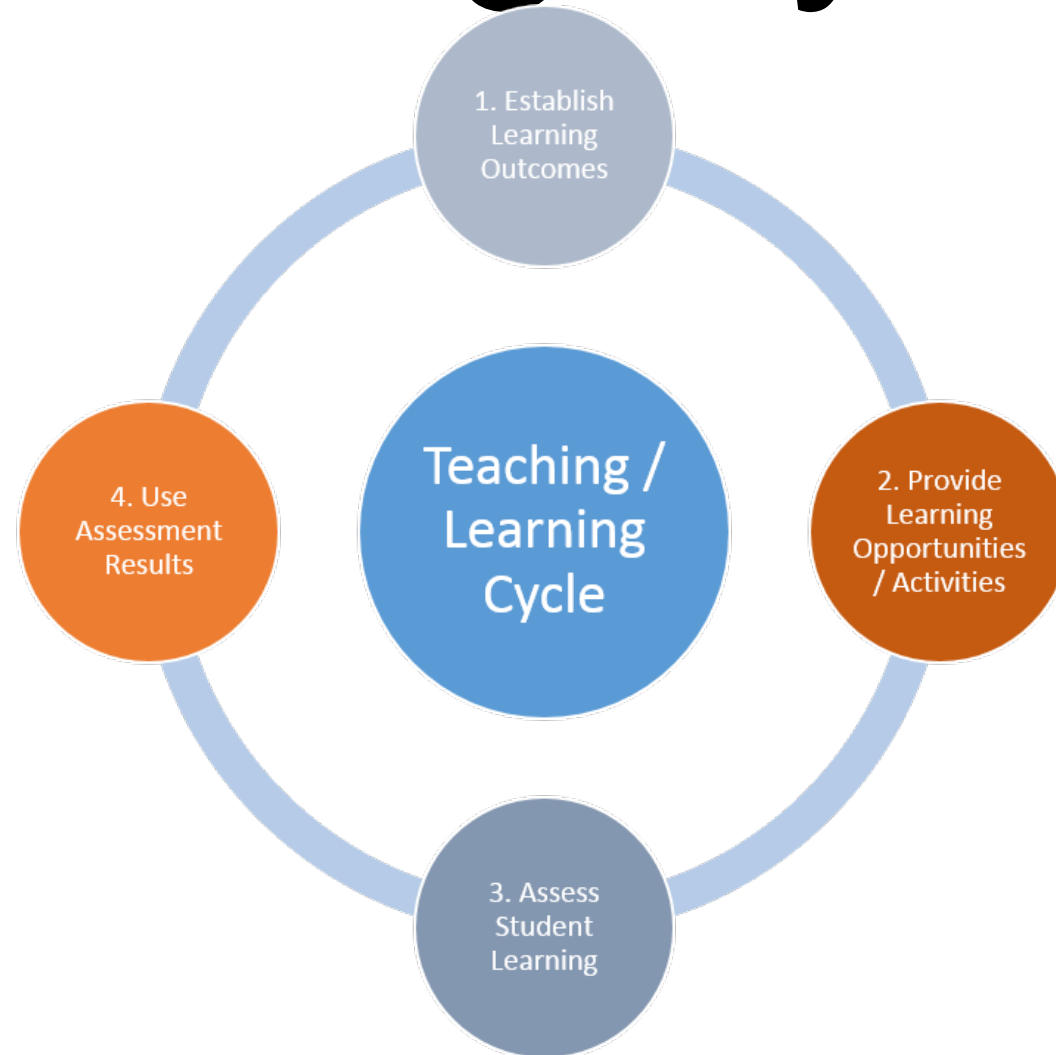 1. Establish
Learning
Outcomes
2. Provide
Learning
Opportunities
/ Activities
3. Assess
Student
Learning
4. Use
Assessment
Results
Teaching /
Learning
Cycle